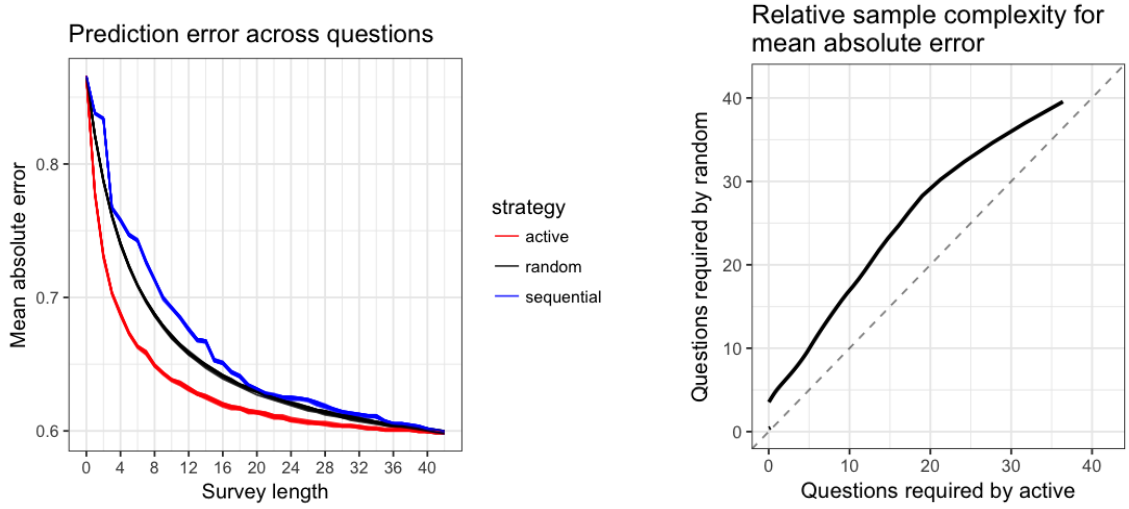 Prediction error across questions
Mean absolute error
0.8
0.7
0.6
0 4 8 12 16 20 24 28 32 36 40
Survey length
strategy
active
random
sequential
Relative sample complexity for
mean absolute error
Questions required by random
40
30
20
10
0
0 10 20 30 40
Questions required by active